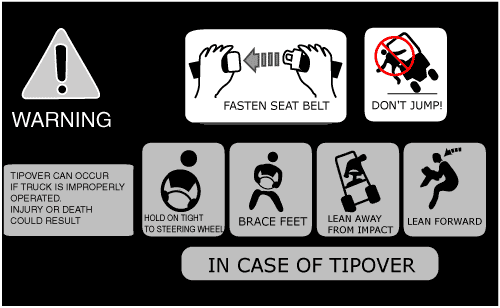 WARNING
FASTEN SEAT BELT
DON'T JUMP!
TIPOVER CAN OCCUR
IF TRUCK IS IMPROPERLY
OPERATED.
INJURY OR DEATH
COULD RESULT
HOLD ON TIGHT
TO STEERING WHEEL
BRACE FEET
LEAN AWAY
FROM IMPACT
LEAN FORWARD
IN CASE OF TIPOVER